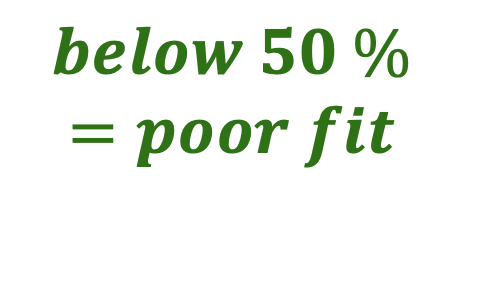 below 50 %
= poor fit